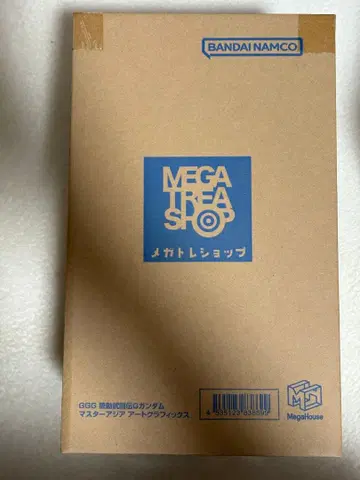 BANDAI NAMCO
MEGA
TREA
SHOP
メガトレショップ
GGG 機動武闘伝Gガンダム
マスターアジア アートグラフィックス
MegaHouse